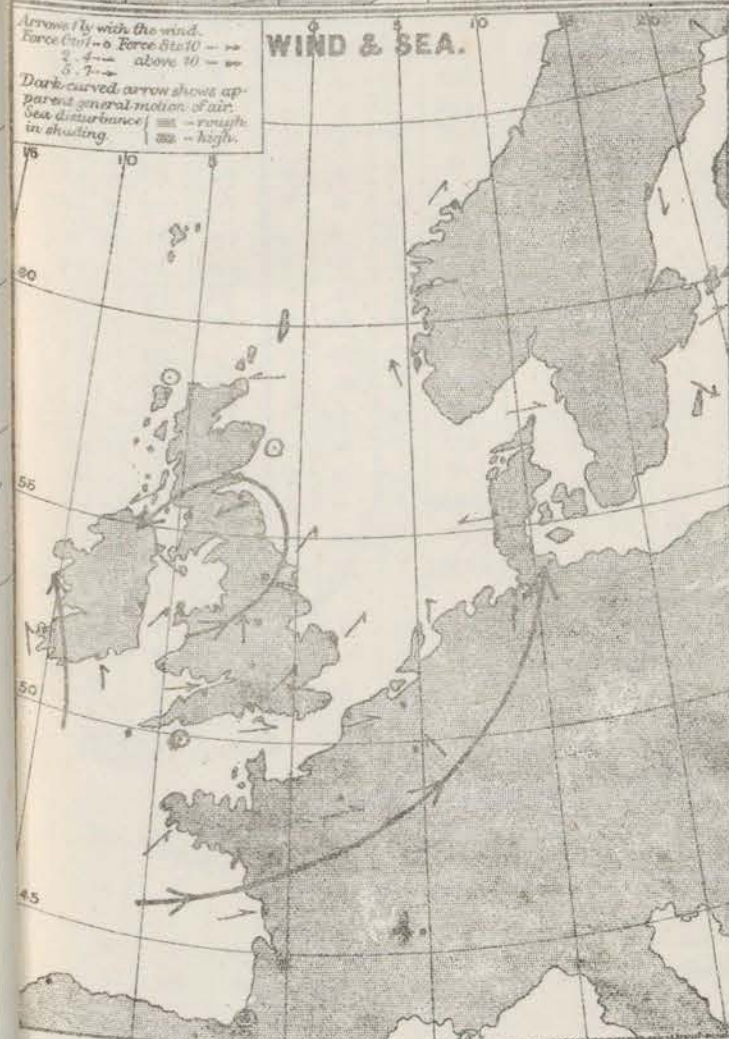 Arrows fly with the wind.
Force 0 to 1 – o Force 8 to 10 –
2 . 4 – above 10 –
5 . 7 –
Dark curved arrow shows ap-
parent general motion of air.
Sea disturbance { – rough
in shading { – high.
WIND & SEA.
0 5 10 20
15 10 5
60
55
50
45